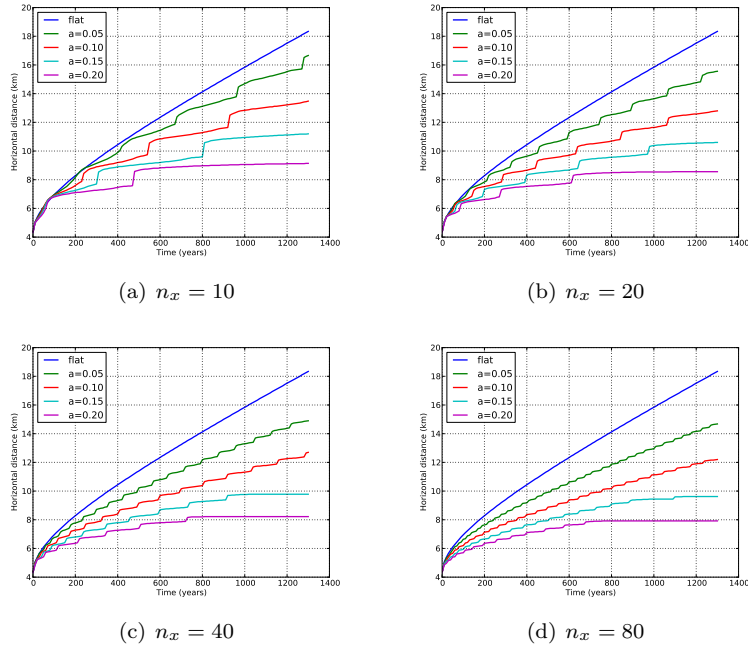 20
18
16
14
12
10
8
6
4
Horizontal distance (km)
flat
a=0.05
a=0.10
a=0.15
a=0.20
0 200 400 600 800 1000 1200 1400
Time (years)
(a) n_x = 10
20
18
16
14
12
10
8
6
4
Horizontal distance (km)
flat
a=0.05
a=0.10
a=0.15
a=0.20
0 200 400 600 800 1000 1200 1400
Time (years)
(b) n_x = 20
20
18
16
14
12
10
8
6
4
Horizontal distance (km)
flat
a=0.05
a=0.10
a=0.15
a=0.20
0 200 400 600 800 1000 1200 1400
Time (years)
(c) n_x = 40
20
18
16
14
12
10
8
6
4
Horizontal distance (km)
flat
a=0.05
a=0.10
a=0.15
a=0.20
0 200 400 600 800 1000 1200 1400
Time (years)
(d) n_x = 80